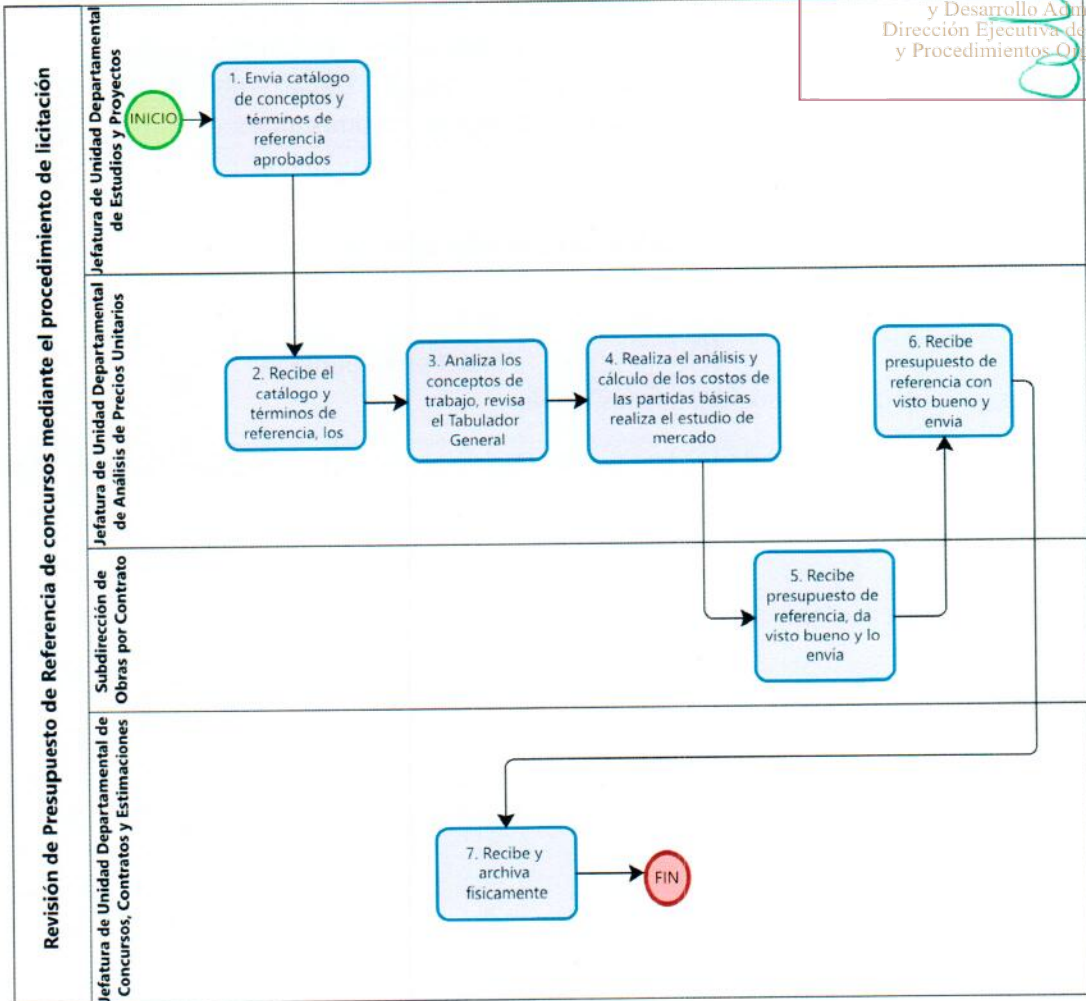 y Desarrollo
Dirección Ejecutiva de
y Procedimientos
Revisión de Presupuesto de Referencia de concursos mediante el procedimiento de licitación
Jefatura de Unidad Departamental
de Estudios y Proyectos
INICIO
1. Envía catálogo
de conceptos y
términos de
referencia
aprobados
Jefatura de Unidad Departamental
de Análisis de Precios Unitarios
2. Recibe el
catálogo y
términos de
referencia, los
3. Analiza los
conceptos de
trabajo, revisa
el Tabulador
General
4. Realiza el análisis y
cálculo de los costos de
las partidas básicas
realiza el estudio de
mercado
6. Recibe
presupuesto de
referencia con
visto bueno y
envía
Subdirección de
Obras por Contrato
5. Recibe
presupuesto de
referencia, da
visto bueno y lo
envía
Jefatura de Unidad Departamental de
Concursos, Contratos y Estimaciones
7. Recibe y
archiva
físicamente
FIN